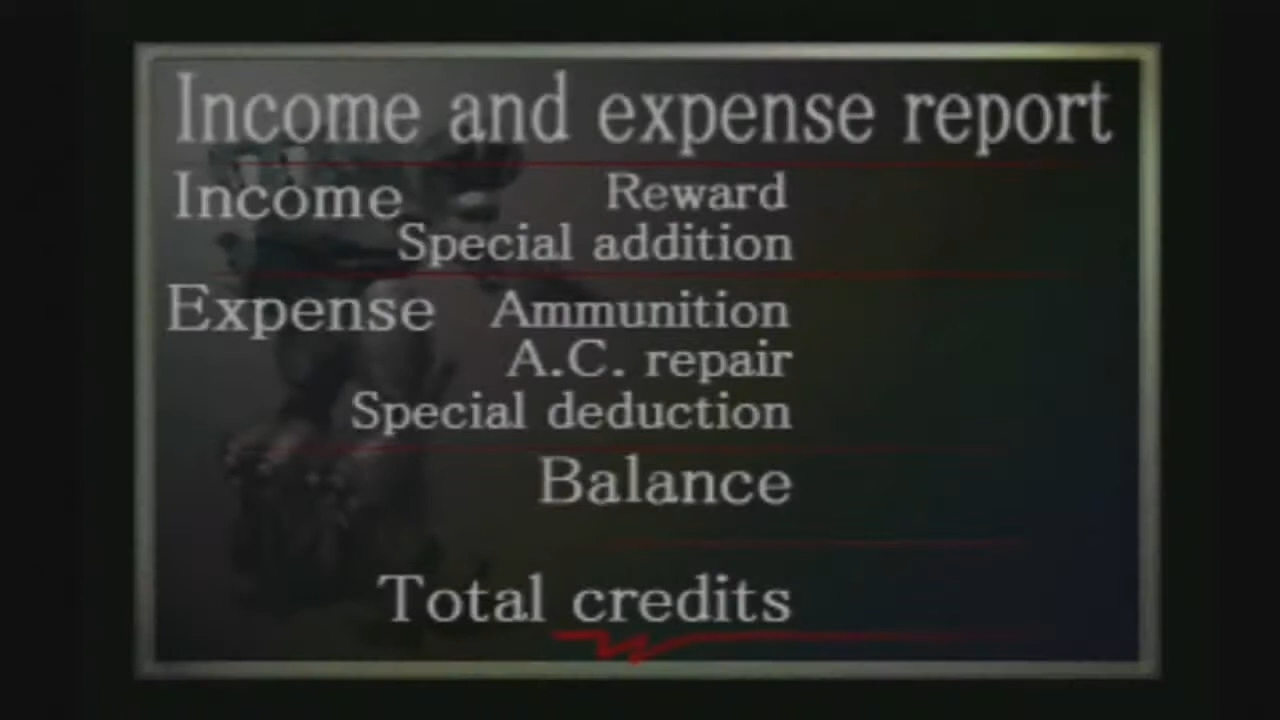 Income and expense report
Income Reward
Special addition
Expense Ammunition
A.C. repair
Special deduction
Balance
Total credits